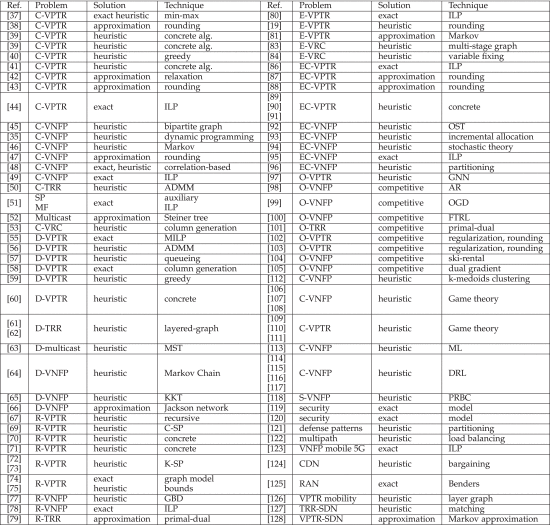 Ref. Problem Solution Technique Ref. Problem Solution Technique
[37] C-VPTR exact heuristic min-max [80] E-VPTR exact ILP
[38] C-VPTR approximation rounding [19] E-VPTR heuristic rounding
[39] C-VPTR heuristic concrete alg. [81] E-VPTR approximation Markov
[39] C-VPTR heuristic concrete alg. [83] E-VRC heuristic multi-stage graph
[40] C-VPTR heuristic greedy [84] E-VRC heuristic variable fixing
[41] C-VPTR heuristic concrete alg. [86] EC-VPTR exact ILP
[42] C-VPTR approximation relaxation [87] EC-VPTR approximation rounding
[43] C-VPTR approximation rounding [88] EC-VPTR approximation rounding
[44] C-VPTR exact ILP [89] [90] [91] EC-VPTR heuristic concrete
[45] C-VNFP heuristic bipartite graph [92] EC-VNFP heuristic OST
[35] C-VNFP heuristic dynamic programming [93] EC-VNFP heuristic incremental allocation
[46] C-VNFP heuristic Markov [94] EC-VNFP heuristic stochastic theory
[47] C-VNFP approximation rounding [95] EC-VNFP exact ILP
[48] C-VNFP exact, heuristic correlation-based [96] EC-VNFP heuristic partitioning
[49] C-VNFP exact ILP [97] O-VPTR heuristic GNN
[50] C-TRR heuristic ADMM [98] O-VNFP competitive AR
[51] SP MF exact auxiliary ILP [99] O-VNFP competitive OGD
[52] Multicast approximation Steiner tree [100] O-VNFP competitive FTRL
[53] C-VRC heuristic column generation [101] O-TRR competitive primal-dual
[55] D-VPTR exact MILP [102] O-VPTR competitive regularization, rounding
[56] D-VPTR heuristic ADMM [103] O-VPTR competitive regularization, rounding
[57] D-VPTR heuristic queueing [104] O-VNFP competitive ski-rental
[58] D-VPTR exact column generation [105] O-VNFP competitive dual gradient
[59] D-VPTR heuristic greedy [112] C-VNFP heuristic k-medoids clustering
[60] D-VPTR heuristic concrete [106] [107] [108] C-VNFP heuristic Game theory
[61] [62] D-TRR heuristic layered-graph [109] [110] [111] C-VPTR heuristic Game theory
[63] D-multicast heuristic MST [113] C-VNFP heuristic ML
[64] D-VNFP heuristic Markov Chain [114] [115] [116] [117] C-VNFP heuristic DRL
[65] D-VNFP heuristic KKT [118] S-VNFP heuristic PRBC
[66] D-VNFP approximation Jackson network [119] security exact model
[67] R-VPTR heuristic recursive [120] security exact model
[69] R-VPTR heuristic C-SP [121] defense patterns heuristic partitioning
[70] R-VPTR heuristic concrete [122] multipath heuristic load balancing
[71] R-VPTR heuristic concrete [123] VNFP mobile 5G exact ILP
[72] [73] R-VPTR heuristic K-SP [124] CDN heuristic bargaining
[74] [75] R-VPTR exact heuristic graph model bounds [125] RAN exact Benders
[77] R-VNFP heuristic GBD [126] VPTR mobility heuristic layer graph
[78] R-VNFP exact ILP [127] TRR-SDN heuristic matching
[79] R-TRR approximation primal-dual [128] VPTR-SDN approximation Markov approximation